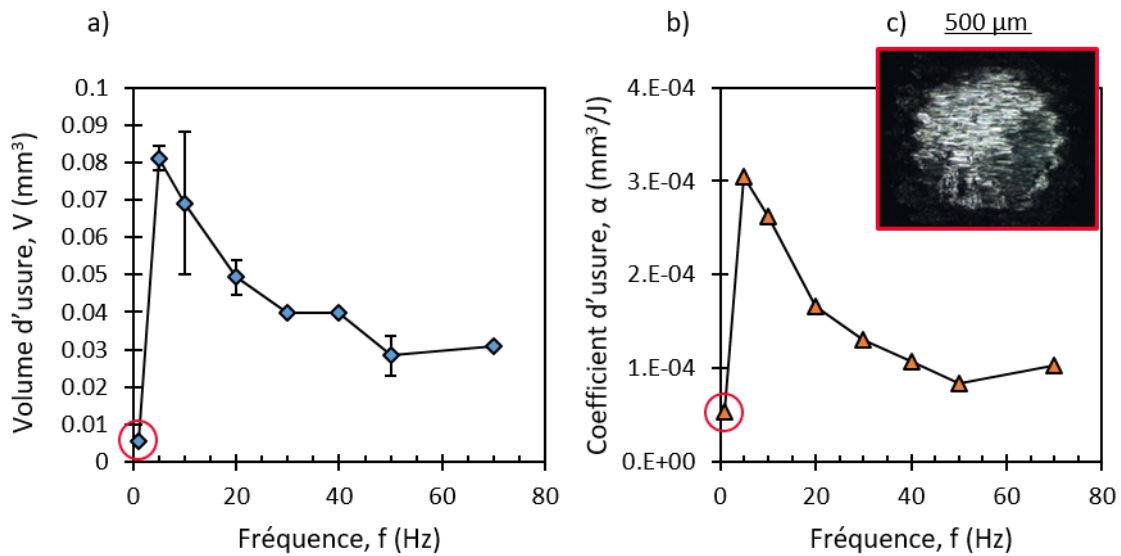 a)
Volume d’usure, V (mm³)
0.1
0.09
0.08
0.07
0.06
0.05
0.04
0.03
0.02
0.01
0
0 20 40 60 80
Fréquence, f (Hz)
b)
Coefficient d’usure, α (mm³/J)
4.E-04
3.E-04
2.E-04
1.E-04
0.E+00
0 20 40 60 80
Fréquence, f (Hz)
c) 500 µm